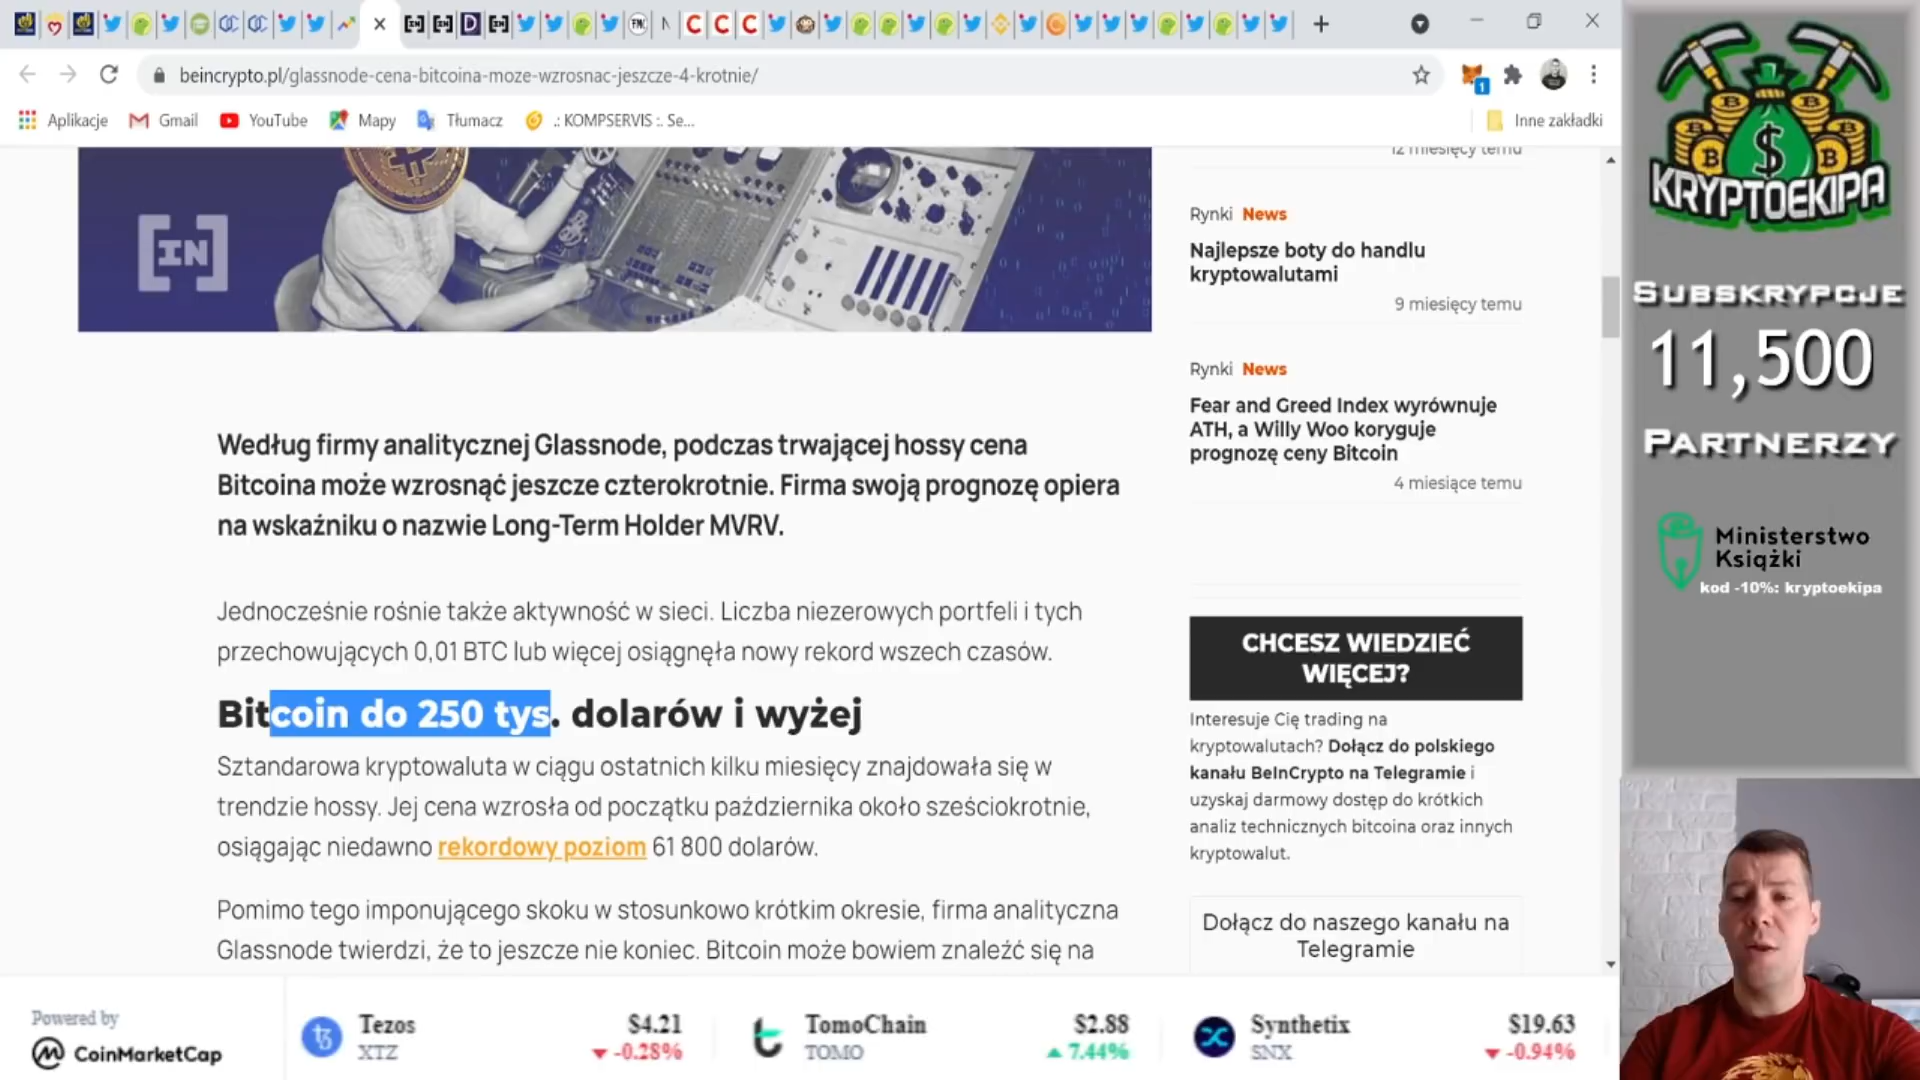 beincrypto.pl/glassnode-cena-bitcoina-moze-wzrosnac-jeszcze-4-krotnie/
1
Aplikacje
Gmail
YouTube
Mapy
Tłumacz
.: KOMPSERVIS :. Se...
Inne zakładki
[IN]
Według firmy analitycznej Glassnode, podczas trwającej hossy cena
Bitcoina może wzrosnąć jeszcze czterokrotnie. Firma swoją prognozę opiera
na wskaźniku o nazwie Long-Term Holder MVRV.
Jednocześnie rośnie także aktywność w sieci. Liczba niezerowych portfeli i tych
przechowujących 0,01 BTC lub więcej osiągnęła nowy rekord wszech czasów.
Bitcoin do 250 tys. dolarów i wyżej
Sztandarowa kryptowaluta w ciągu ostatnich kilku miesięcy znajdowała się w
trendzie hossy. Jej cena wzrosła od początku października około sześciokrotnie,
osiągając niedawno rekordowy poziom 61 800 dolarów.
Pomimo tego imponującego skoku w stosunkowo krótkim okresie, firma analityczna
Glassnode twierdzi, że to jeszcze nie koniec. Bitcoin może bowiem znaleźć się na
12 miesięcy temu
Rynki News
Najlepsze boty do handlu
kryptowalutami
9 miesięcy temu
Rynki News
Fear and Greed Index wyrównuje
ATH, a Willy Woo koryguje
prognozę ceny Bitcoin
4 miesiące temu
CHCESZ WIEDZIEĆ
WIĘCEJ?
Interesuje Cię trading na
kryptowalutach? Dołącz do polskiego
kanału BeInCrypto na Telegramie i
uzyskaj darmowy dostęp do krótkich
analiz technicznych bitcoina oraz innych
kryptowalut.
Dołącz do naszego kanału na
Telegramie
KRYPTOEKIPA
SUBSKRYPCJE
11,500
PARTNERZY
Ministerstwo
Książki
kod -10%: kryptoekipa
Powered by
CoinMarketCap
Tezos $4.21
XTZ -0.28%
TomoChain $2.88
TOMO 7.44%
Synthetix $19.63
SNX -0.94%